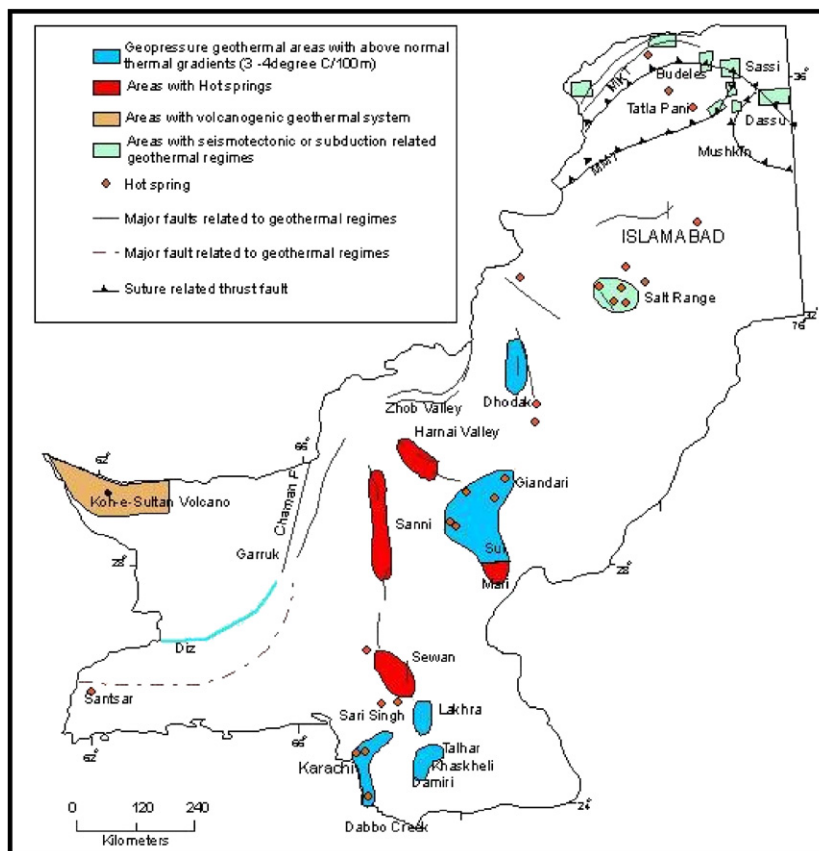 Geopressure geothermal areas with above normal
thermal gradients (3 -4degree C/100m)
Areas with Hot springs
Areas with volcanogenic geothermal system
Areas with seismotectonic or subduction related
geothermal regimes
Hot spring
Major faults related to geothermal regimes
Major fault related to geothermal regimes
Suture related thrust fault
MKT
Budeles
Sassi
36°
Tatla Pani
Dassu
MMT
Mushkin
ISLAMABAD
Salt Range
32°
76°
Dhodak
Zhob Valley
Harnai Valley
66°
62°
Giandari
Koh-e-Sultan Volcano
Chaman F.
Sanni
Garruk
Sui
28°
28°
Mari
Diz
Sewan
Santsar
Sari Singh
Lakhra
62°
66°
Talhar
Karachi
Khaskheli
Damiri
24°
0 120 240
Kilometers
Dabbo Creek